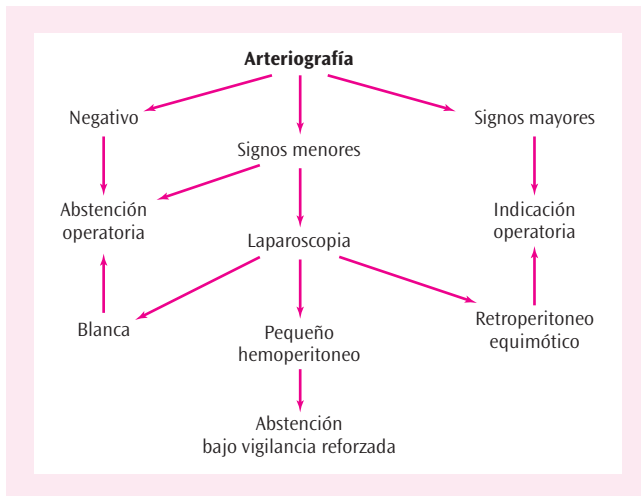 Arteriografía
Negativo
Signos mayores
Signos menores
Abstención
operatoria
Indicación
operatoria
Laparoscopia
Blanca
Pequeño
hemoperitoneo
Retroperitoneo
equimótico
Abstención
bajo vigilancia reforzada